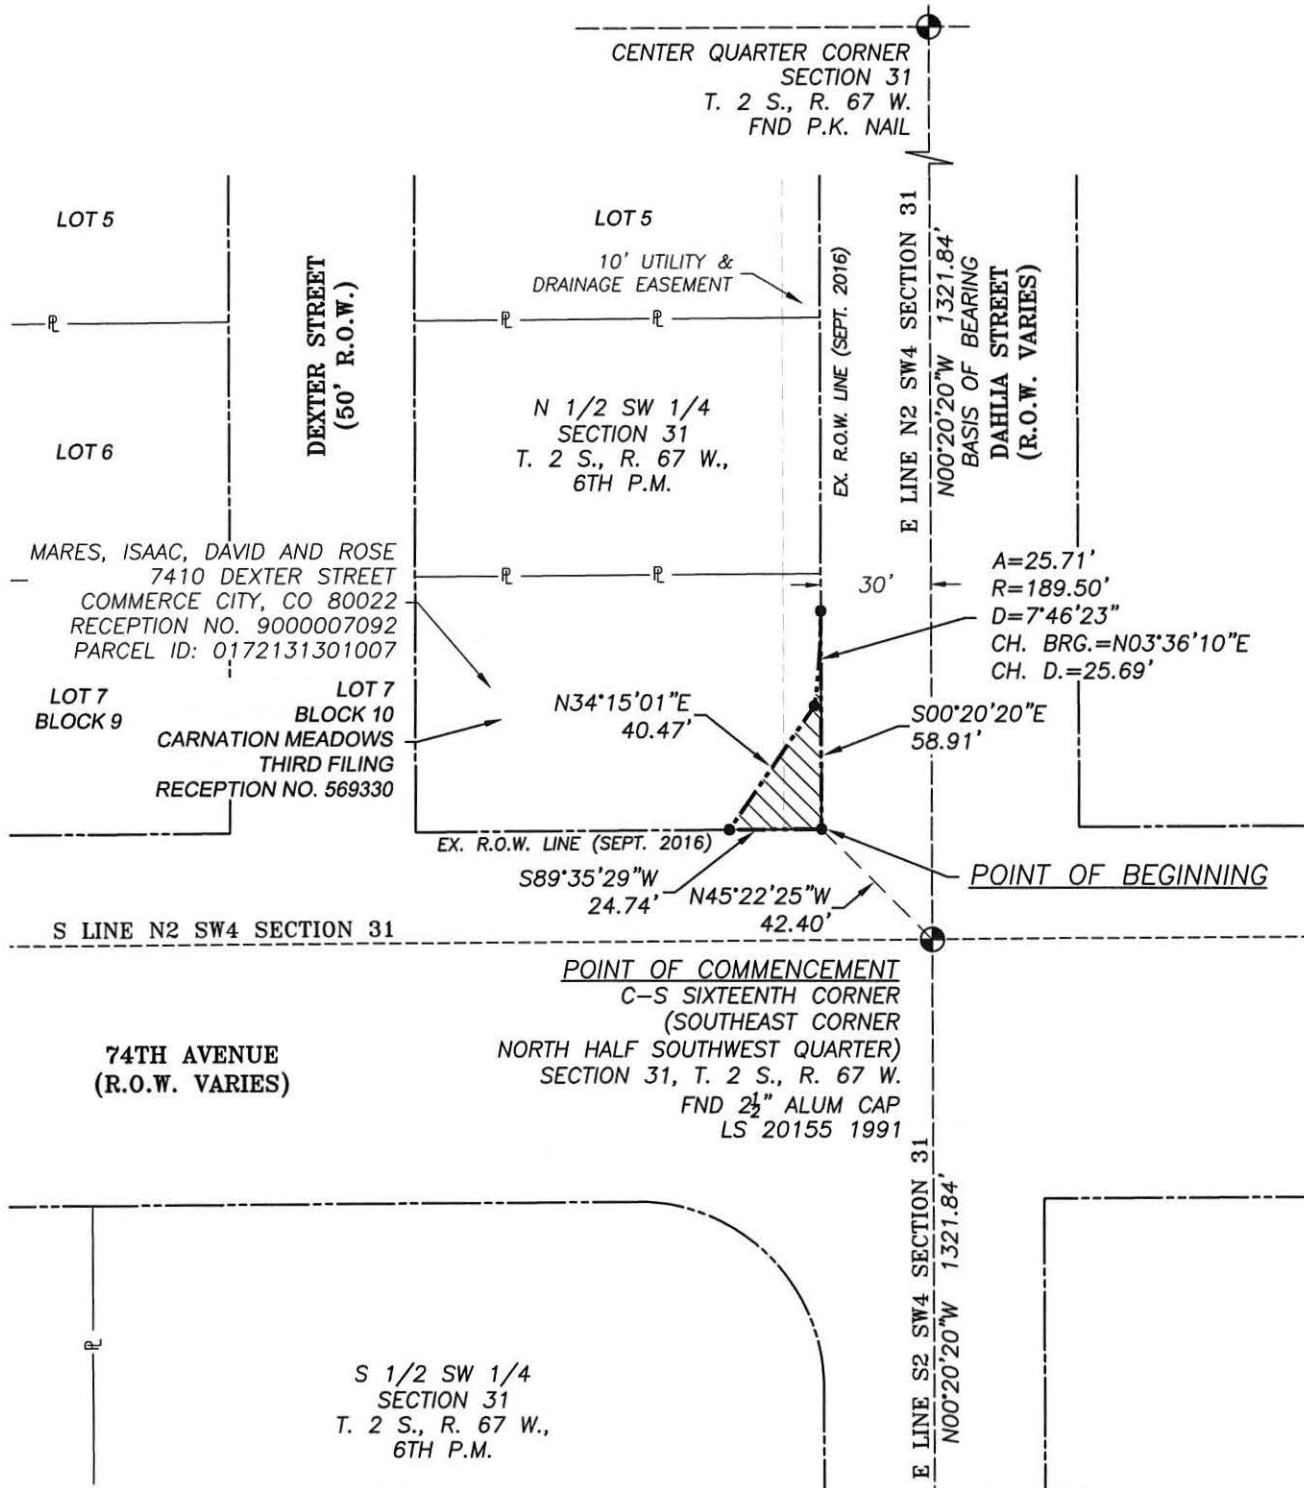 CENTER QUARTER CORNER
SECTION 31
T. 2 S., R. 67 W.
FND P.K. NAIL
LOT 5
LOT 5
10' UTILITY &
DRAINAGE EASEMENT
DEXTER STREET
(50' R.O.W.)
EX. R.O.W. LINE (SEPT. 2016)
E LINE N2 SW4 SECTION 31
N00°20'20"W 1321.84'
BASIS OF BEARING
DAHLIA STREET
(R.O.W. VARIES)
PL
PL
PL
LOT 6
N 1/2 SW 1/4
SECTION 31
T. 2 S., R. 67 W.,
6TH P.M.
MARES, ISAAC, DAVID AND ROSE
7410 DEXTER STREET
COMMERCE CITY, CO 80022
RECEPTION NO. 9000007092
PARCEL ID: 0172131301007
PL
PL
30'
A=25.71'
R=189.50'
D=7°46'23"
CH. BRG.=N03°36'10"E
CH. D.=25.69'
LOT 7
BLOCK 9
LOT 7
BLOCK 10
CARNATION MEADOWS
THIRD FILING
RECEPTION NO. 569330
N34°15'01"E
40.47'
S00°20'20"E
58.91'
EX. R.O.W. LINE (SEPT. 2016)
S89°35'29"W
24.74'
N45°22'25"W
42.40'
POINT OF BEGINNING
S LINE N2 SW4 SECTION 31
POINT OF COMMENCEMENT
C-S SIXTEENTH CORNER
(SOUTHEAST CORNER
NORTH HALF SOUTHWEST QUARTER)
SECTION 31, T. 2 S., R. 67 W.
FND 2½" ALUM CAP
LS 20155 1991
74TH AVENUE
(R.O.W. VARIES)
E LINE S2 SW4 SECTION 31
N00°20'20"W 1321.84'
PL
S 1/2 SW 1/4
SECTION 31
T. 2 S., R. 67 W.,
6TH P.M.